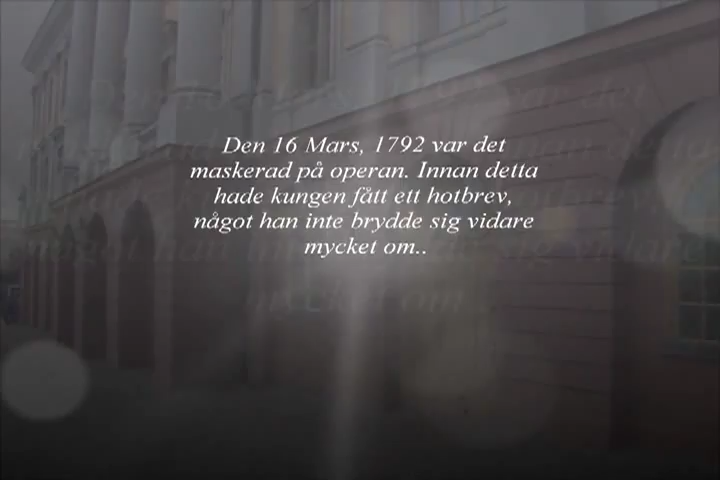 Den 16 Mars, 1792 var det
maskerad på operan. Innan detta
hade kungen fått ett hotbrev,
något han inte brydde sig vidare
mycket om..